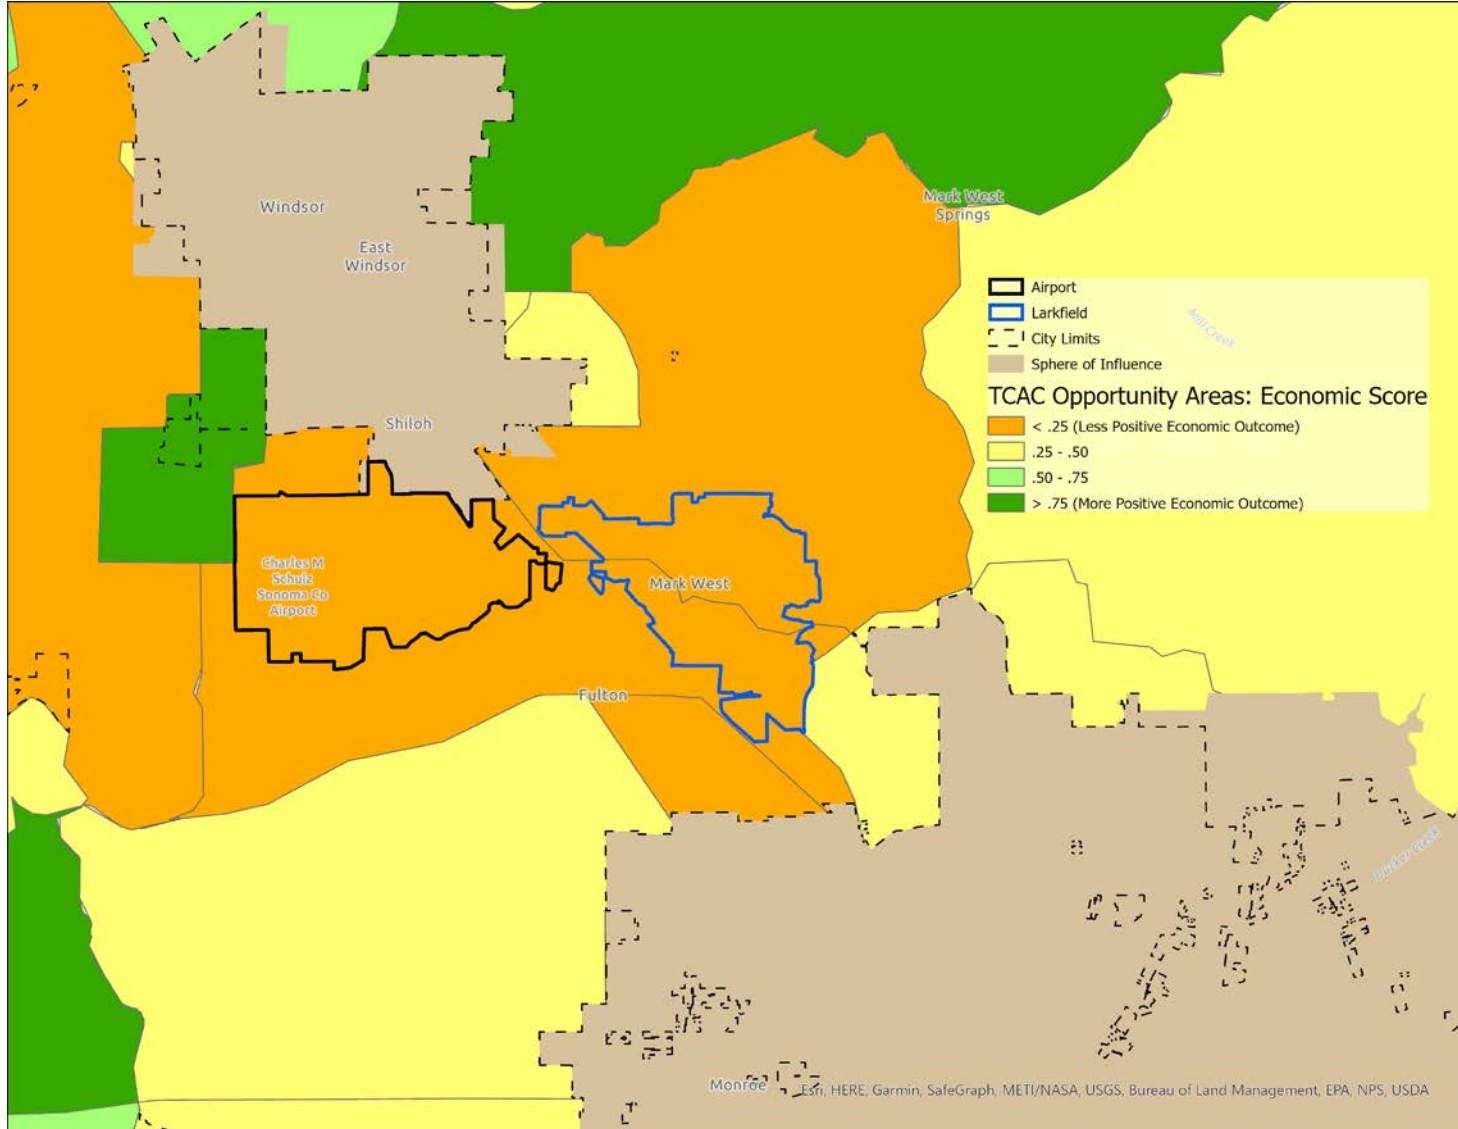 Windsor
East
Windsor
Mark West
Springs
Airport
Larkfield
City Limits
Sphere of Influence
Mill Creek
TCAC Opportunity Areas: Economic Score
< .25 (Less Positive Economic Outcome)
.25 - .50
.50 - .75
> .75 (More Positive Economic Outcome)
Shiloh
Charles M
Schulz
Sonoma Co
Airport
Mark West
Fulton
Ducker Creek
Monroe
Esri, HERE, Garmin, SafeGraph, METI/NASA, USGS, Bureau of Land Management, EPA, NPS, USDA